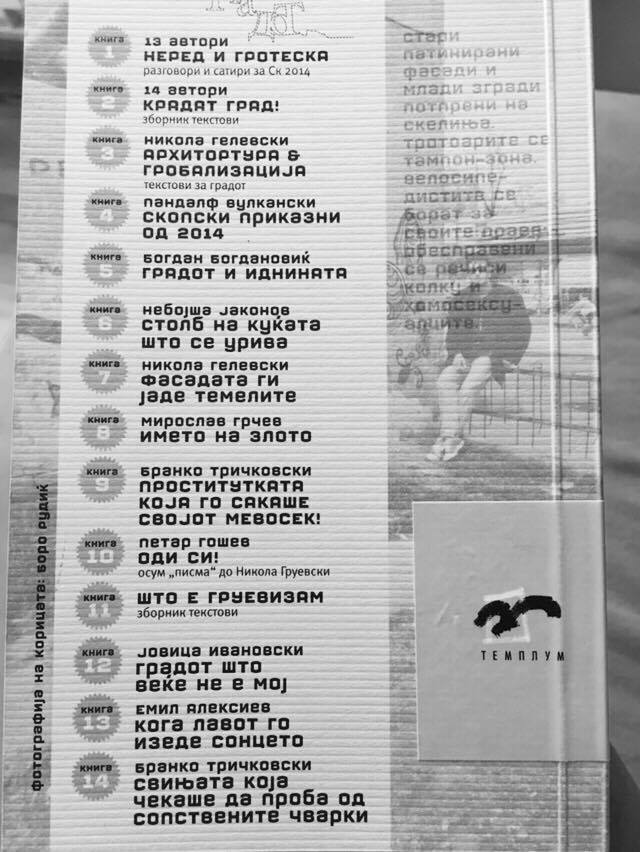 градот
книга 1
13 автори
НЕРЕД И ГРОТЕСКА
разговори и сатири за Ск 2014
книга 2
14 автори
КРАДАТ ГРАД!
зборник текстови
книга 3
никола гелевски
АРХИТОРТУРА &
ГРОБАЛИЗАЦИЈА
текстови за градот
книга 4
пандалф вулкански
СКОПСКИ ПРИКАЗНИ
ОД 2014
книга 5
богдан богдановиќ
ГРАДОТ И ИДНИНАТА
книга 6
небојша јаконов
СТОЛБ НА КУЌАТА
ШТО СЕ УРИВА
книга 7
никола гелевски
ФАСАДАТА ГИ
ЈАДЕ ТЕМЕЛИТЕ
книга 8
мирослав грчев
ИМЕТО НА ЗЛОТО
книга 9
бранко тричковски
ПРОСТИТУТКАТА
КОЈА ГО САКАШЕ
СВОЈОТ МЕВОСЕК!
книга 10
петар гошев
ОДИ СИ!
осум „писма“ до Никола Груевски
книга 11
ШТО Е ГРУЕВИЗАМ
зборник текстови
книга 12
јовица ивановски
ГРАДОТ ШТО
ВЕЌЕ НЕ Е МОЈ
книга 13
емил алексиев
КОГА ЛАВОТ ГО
ИЗЕДЕ СОНЦЕТО
книга 14
бранко тричковски
СВИЊАТА КОЈА
ЧЕКАШЕ ДА ПРОБА ОД
СОПСТВЕНИТЕ ЧВАРКИ
стари
патинирани
фасади и
млади згради
потпрени на
скелиња.
тротоарите се
тампон-зона.
велосипе-
дистите се
борат за
своите права.
обесправени
се речиси
колку и
хомосексу-
алците.
фотографија на корицата: боро рудиќ
ТЕМПЛУМ